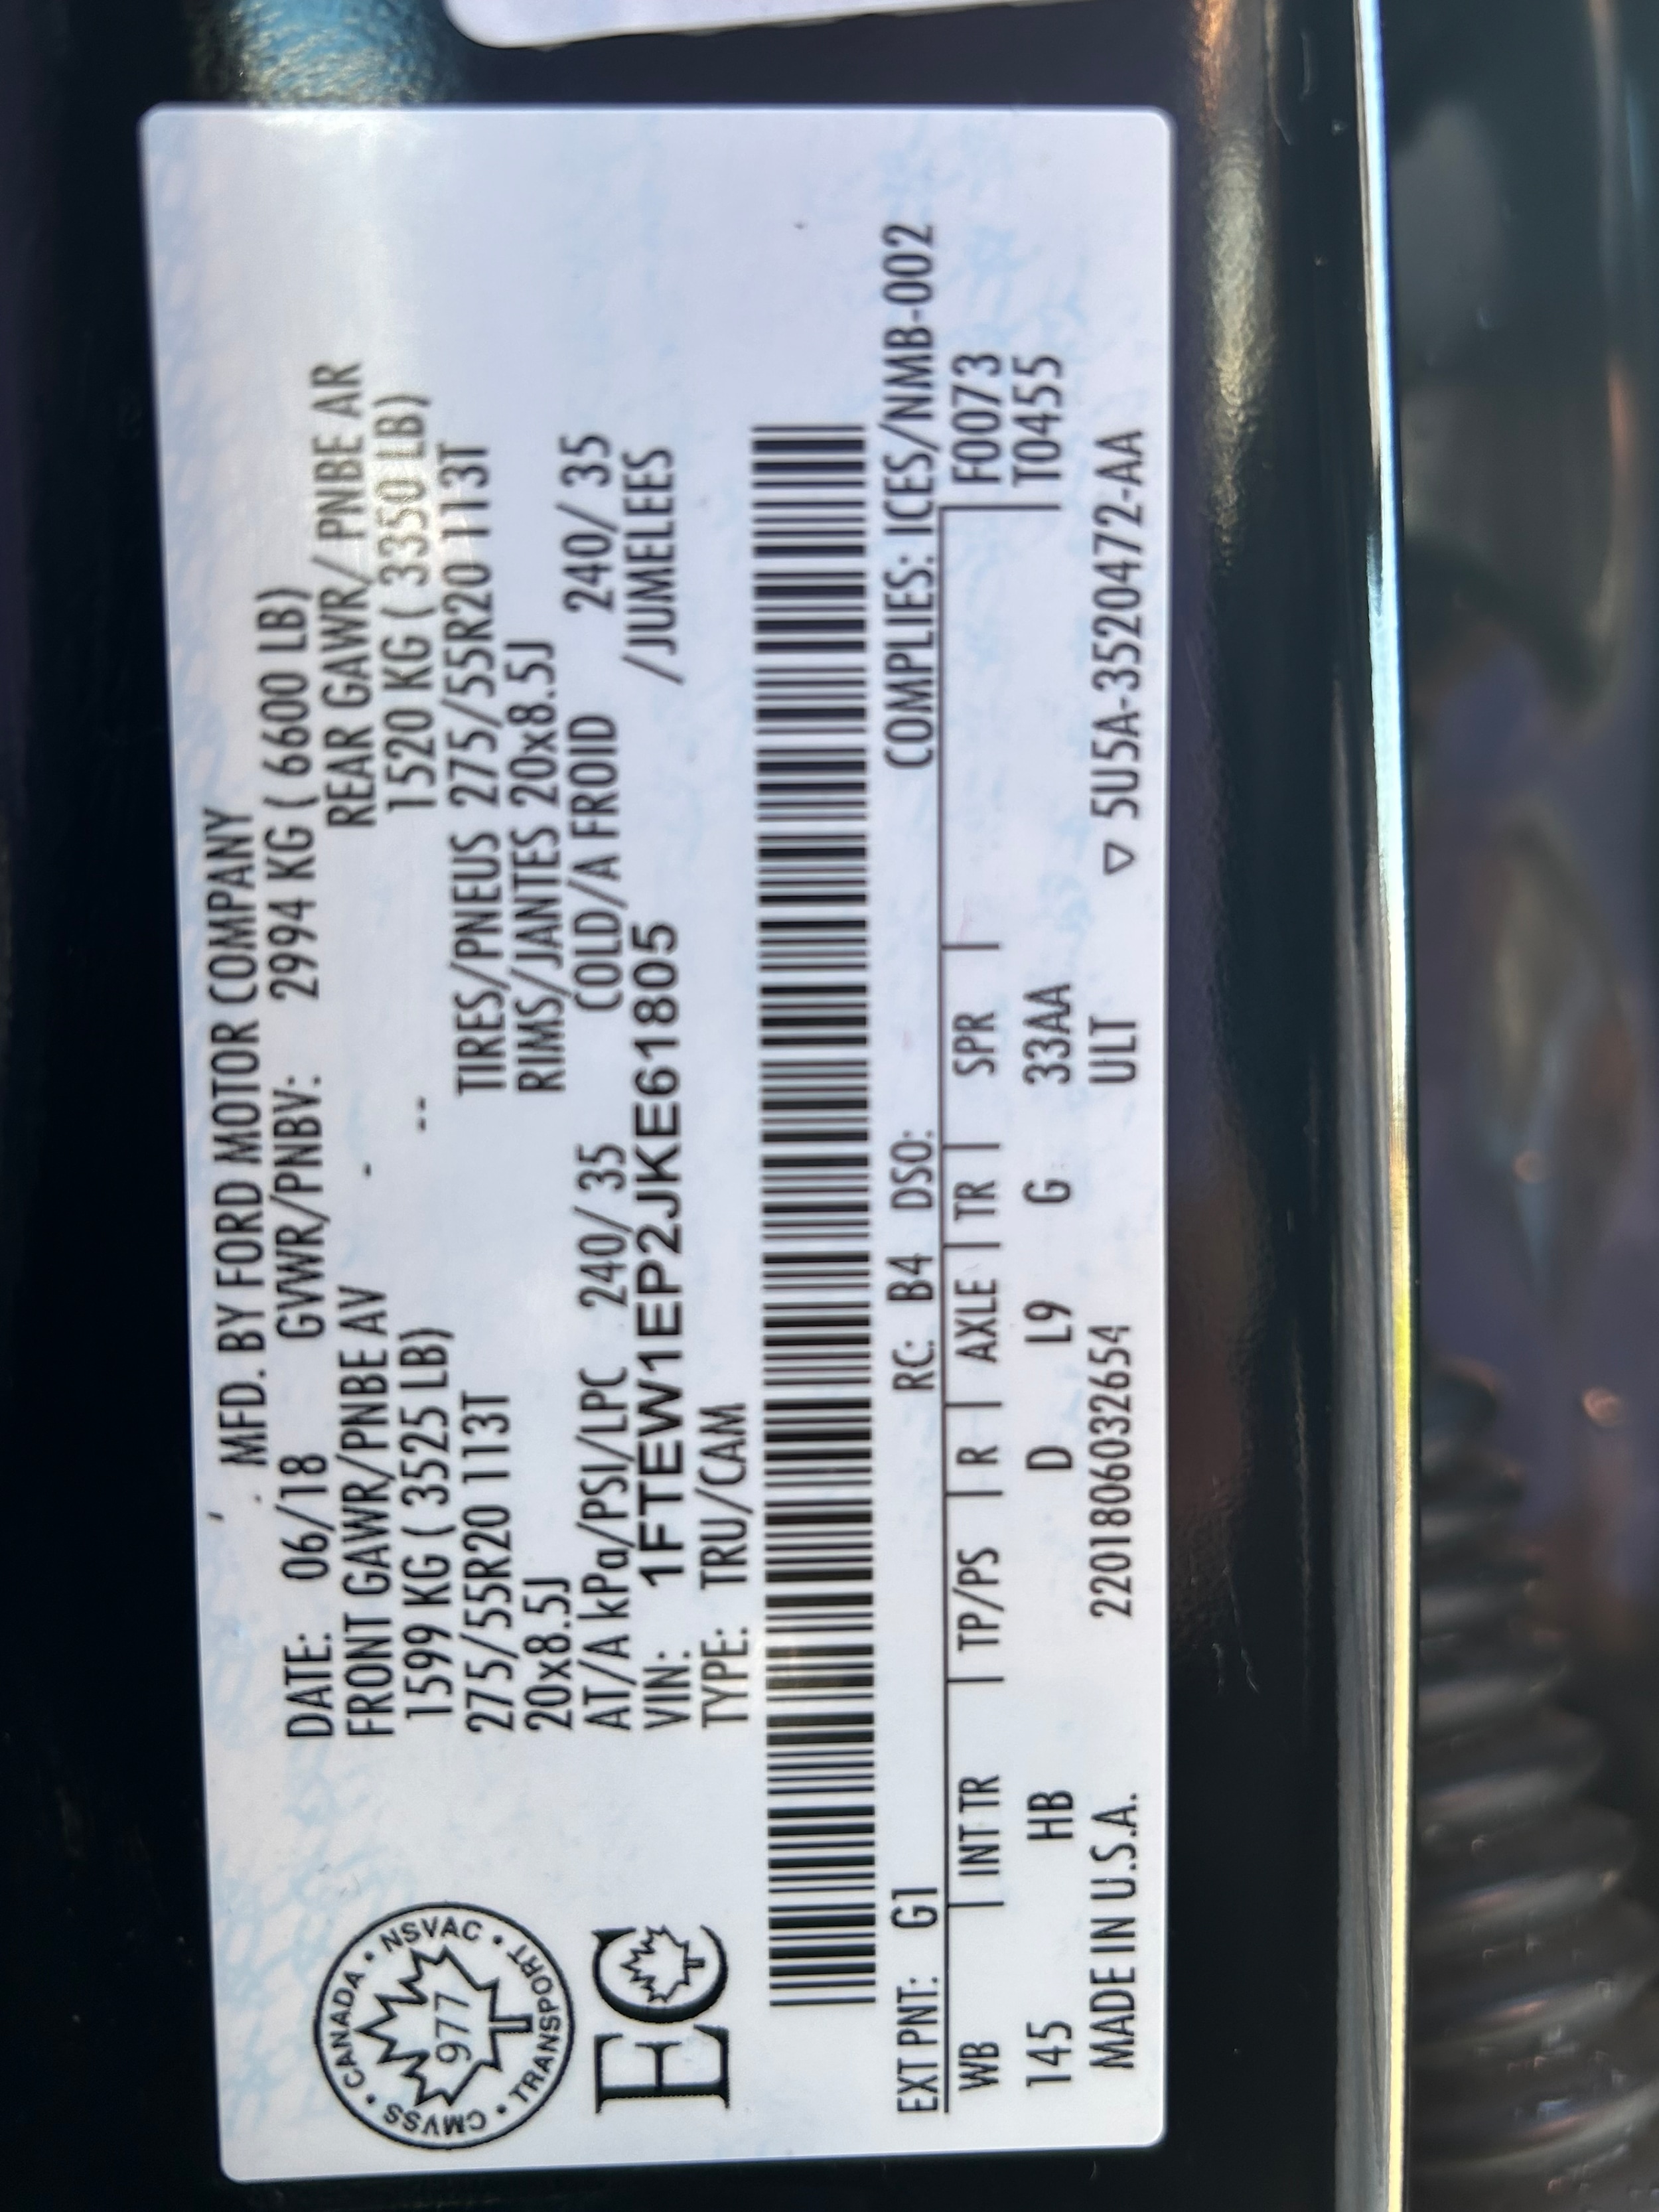 MFD. BY FORD MOTOR COMPANY
DATE: 06/18 GVWR/PNBV: 2994 KG ( 6600 LB)
FRONT GAWR/PNBE AV - REAR GAWR/ PNBE AR
1599 KG ( 3525 LB) -- 1520 KG ( 3350 LB)
275/55R20 113T TIRES/PNEUS 275/55R20 113T
20x8.5J RIMS/JANTES 20x8.5J
AT/A kPa/PSI/LPC 240/ 35 COLD/A FROID 240/ 35
VIN: 1FTEW1EP2JKE61805 /JUMELEES
TYPE: TRU/CAM
CANADA • NSVAC • TRANSPORT • CMVSS •
977
EC
EXT PNT: G1 RC: B4 DSO: COMPLIES: ICES/NMB-002
WB | INT TR | TP/PS | R | AXLE | TR | SPR | F0073
145 HB D L9 G 33AA T0455
MADE IN U.S.A. 220180603 2654 ULT ▽ 5U5A-3520472-AA